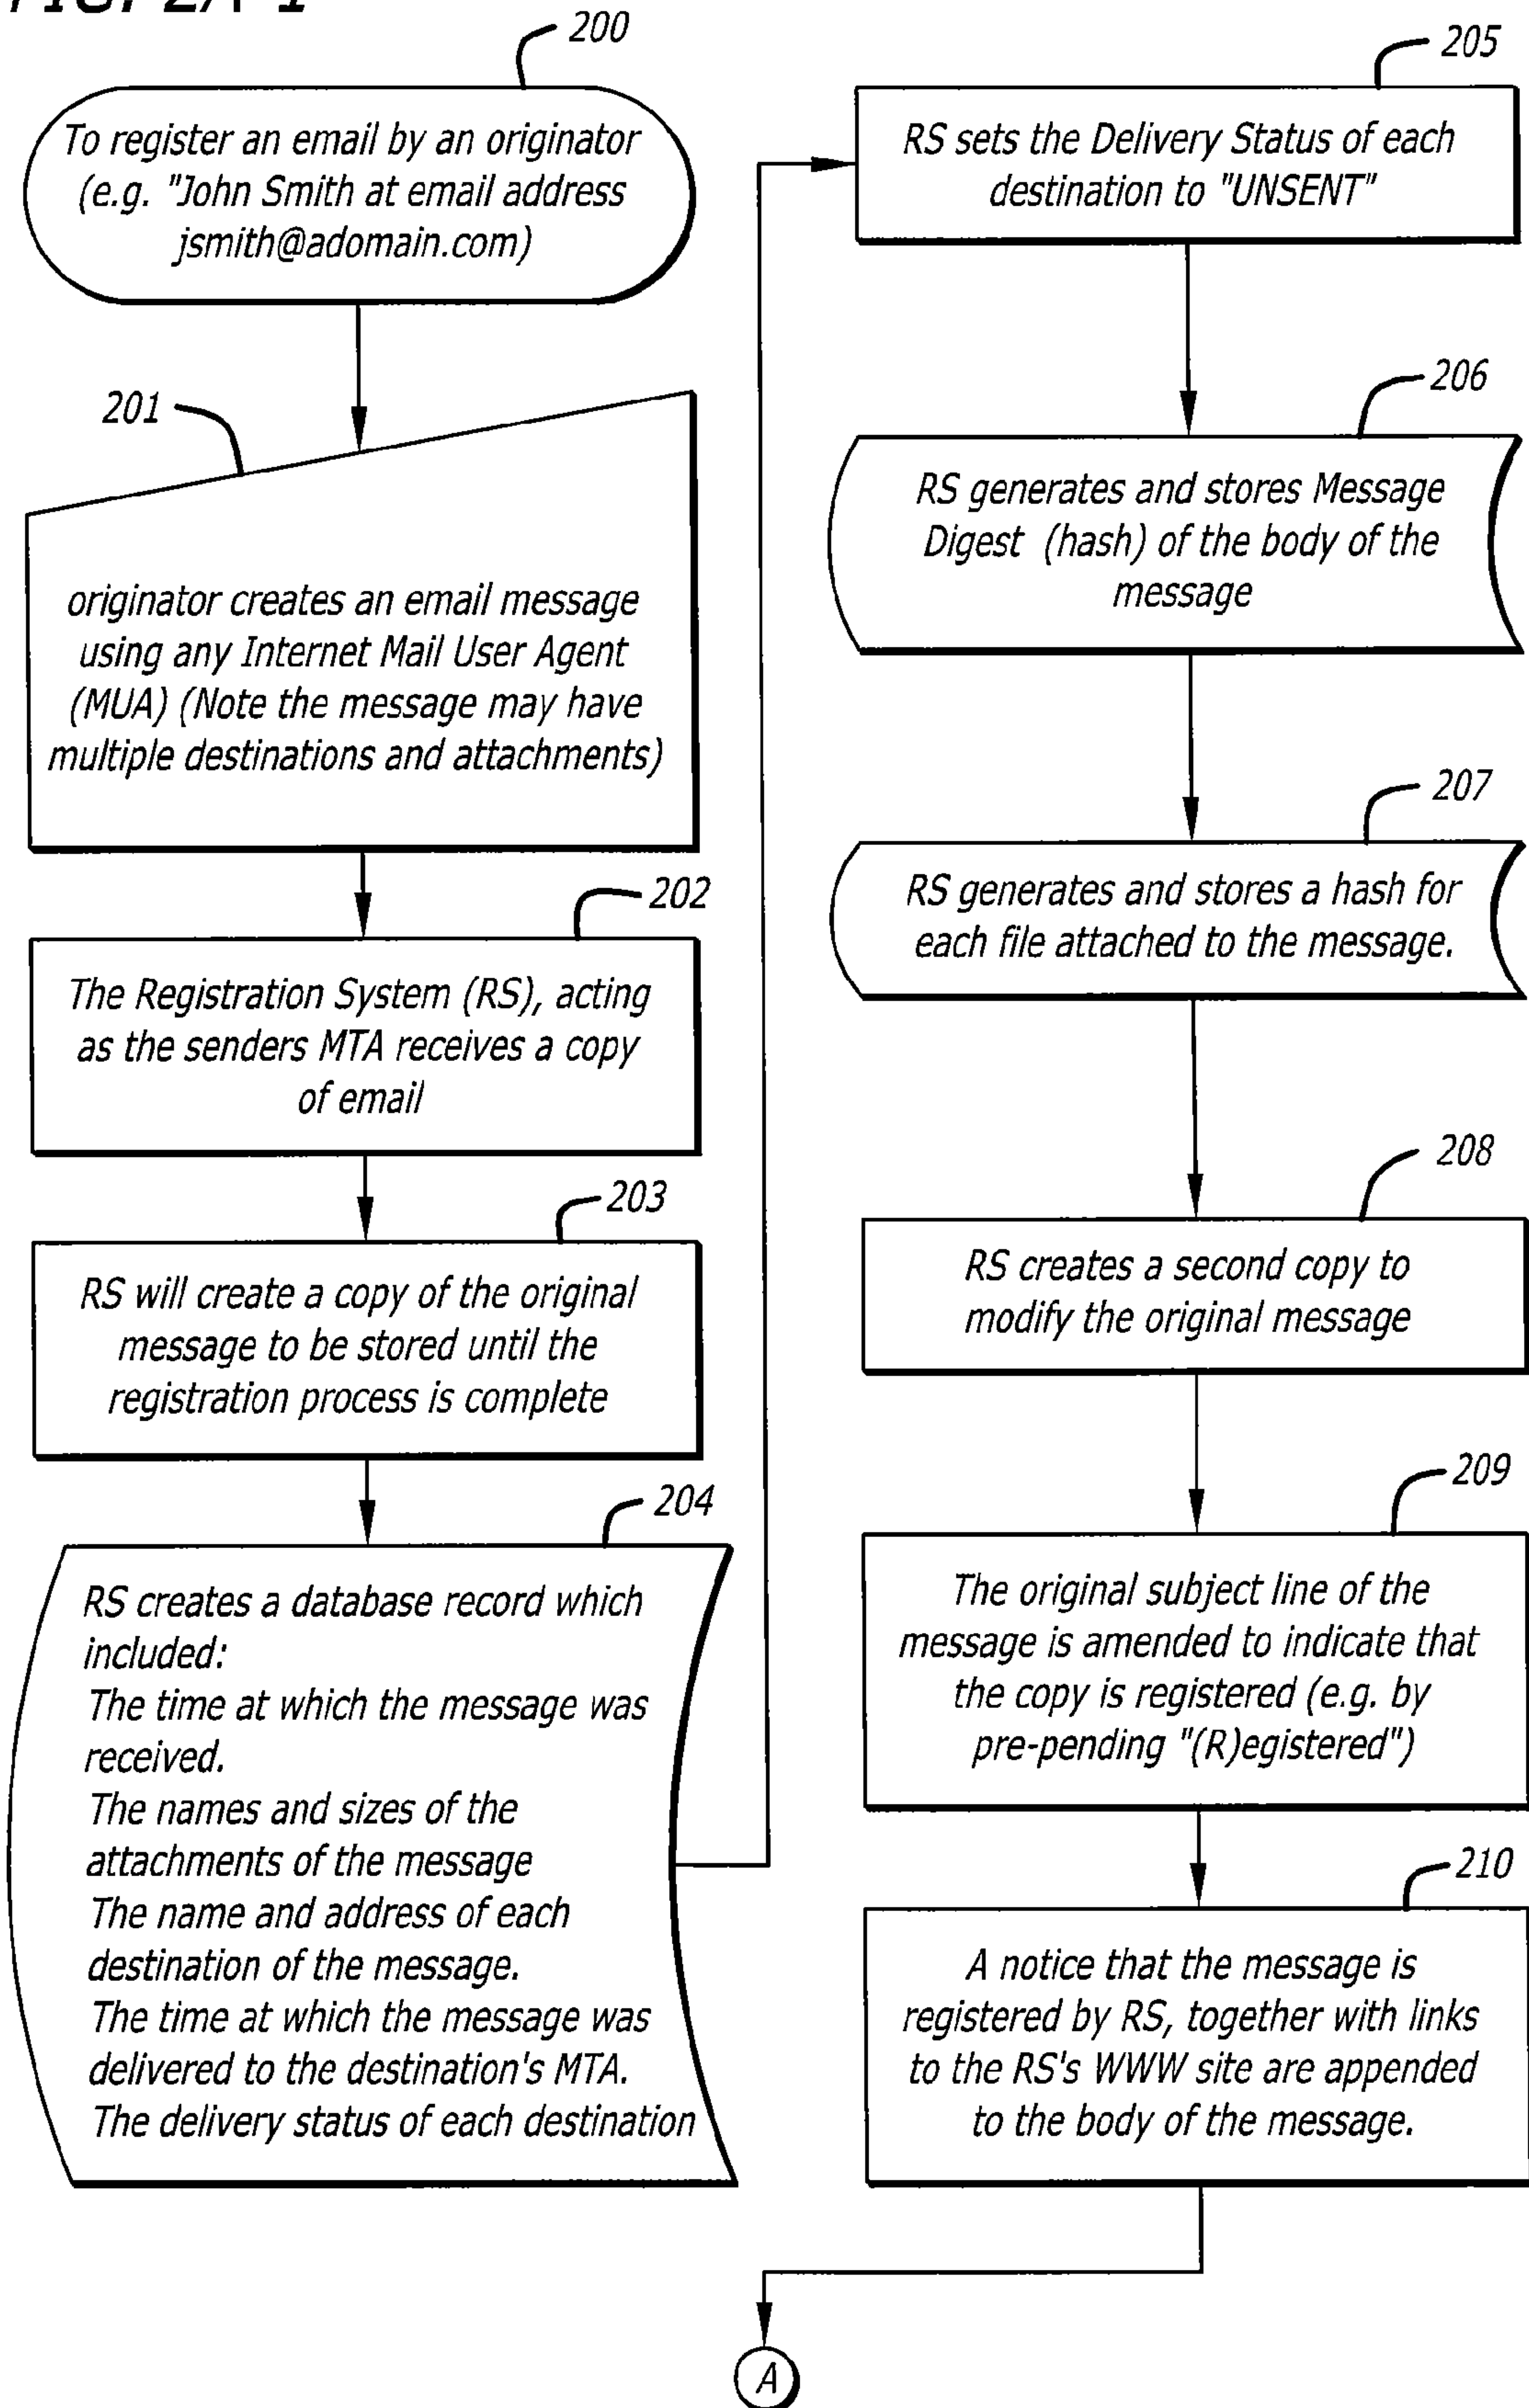 FIG. 2A-1
200
To register an email by an originator
(e.g. "John Smith at email address
jsmith@adomain.com)
201
originator creates an email message
using any Internet Mail User Agent
(MUA) (Note the message may have
multiple destinations and attachments)
202
The Registration System (RS), acting
as the senders MTA receives a copy
of email
203
RS will create a copy of the original
message to be stored until the
registration process is complete
204
RS creates a database record which
included:
The time at which the message was
received.
The names and sizes of the
attachments of the message
The name and address of each
destination of the message.
The time at which the message was
delivered to the destination's MTA.
The delivery status of each destination
205
RS sets the Delivery Status of each
destination to "UNSENT"
206
RS generates and stores Message
Digest (hash) of the body of the
message
207
RS generates and stores a hash for
each file attached to the message.
208
RS creates a second copy to
modify the original message
209
The original subject line of the
message is amended to indicate that
the copy is registered (e.g. by
pre-pending "(R)egistered")
210
A notice that the message is
registered by RS, together with links
to the RS's WWW site are appended
to the body of the message.
A